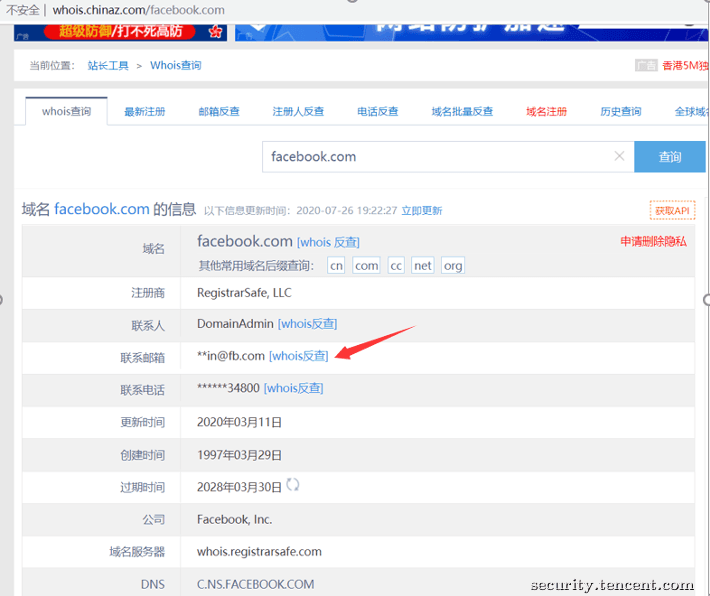 不安全 | whois.chinaz.com/facebook.com
广告 超级防御/打不死高防
广告
当前位置： 站长工具 > Whois查询 广告 香港5M独
whois查询 最新注册 邮箱反查 注册人反查 电话反查 域名批量反查 域名注册 历史查询 全球域名
facebook.com × 查询
域名 facebook.com 的信息 以下信息更新时间：2020-07-26 19:22:27 立即更新 获取API
域名 facebook.com [whois 反查] 申请删除隐私
其他常用域名后缀查询： cn com cc net org
注册商 RegistrarSafe, LLC
联系人 DomainAdmin [whois反查]
联系邮箱 **in@fb.com [whois反查]
联系电话 ******34800 [whois反查]
更新时间 2020年03月11日
创建时间 1997年03月29日
过期时间 2028年03月30日
公司 Facebook, Inc.
域名服务器 whois.registrarsafe.com
DNS C.NS.FACEBOOK.COM
security.tencent.com